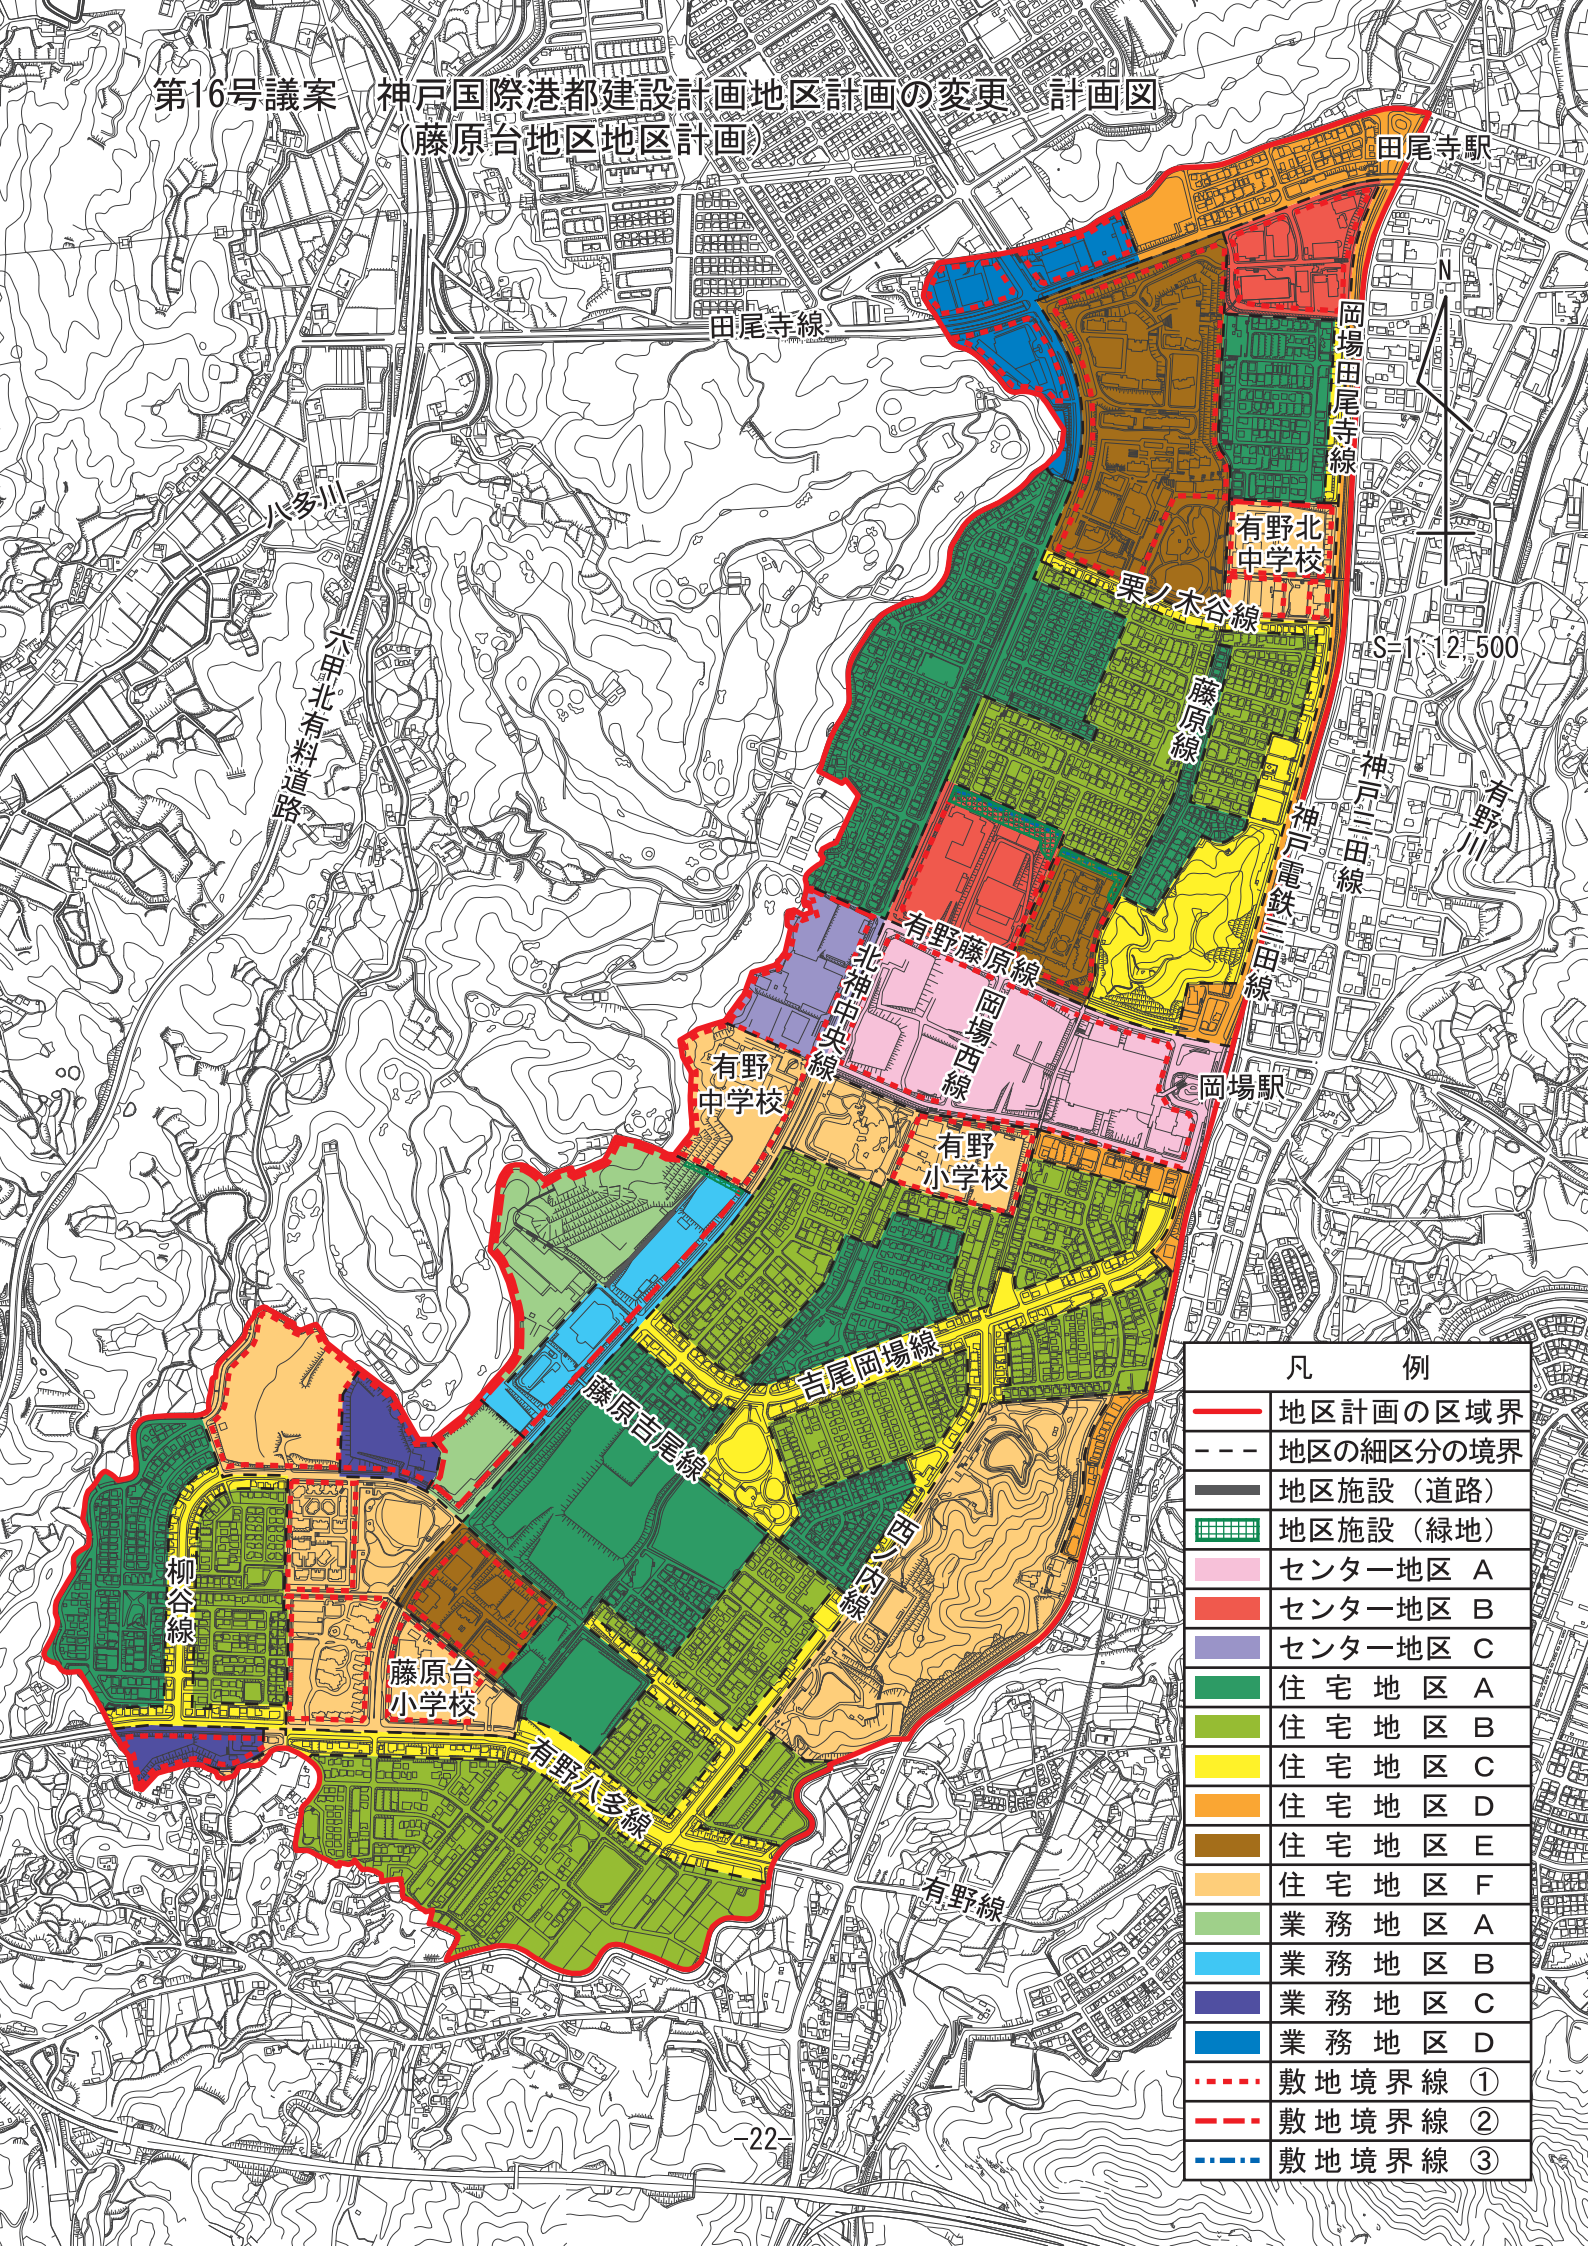 第16号議案　神戸国際港都建設計画地区計画の変更　計画図
（藤原台地区地区計画）
田尾寺駅
N
田尾寺線
岡場田尾寺線
八多川
有野北
中学校
栗ノ木谷線
S=1:12,500
六甲北有料道路
藤原線
神戸三田線
有野川
神戸電鉄三田線
有野藤原線
北神中央線
岡場西線
有野
中学校
岡場駅
有野
小学校
吉尾岡場線
藤原吉尾線
西ノ内線
柳谷線
藤原台
小学校
有野八多線
有野線
凡　例
地区計画の区域界
地区の細区分の境界
地区施設（道路）
地区施設（緑地）
センター地区 A
センター地区 B
センター地区 C
住宅地区 A
住宅地区 B
住宅地区 C
住宅地区 D
住宅地区 E
住宅地区 F
業務地区 A
業務地区 B
業務地区 C
業務地区 D
敷地境界線 ①
敷地境界線 ②
敷地境界線 ③
-22-